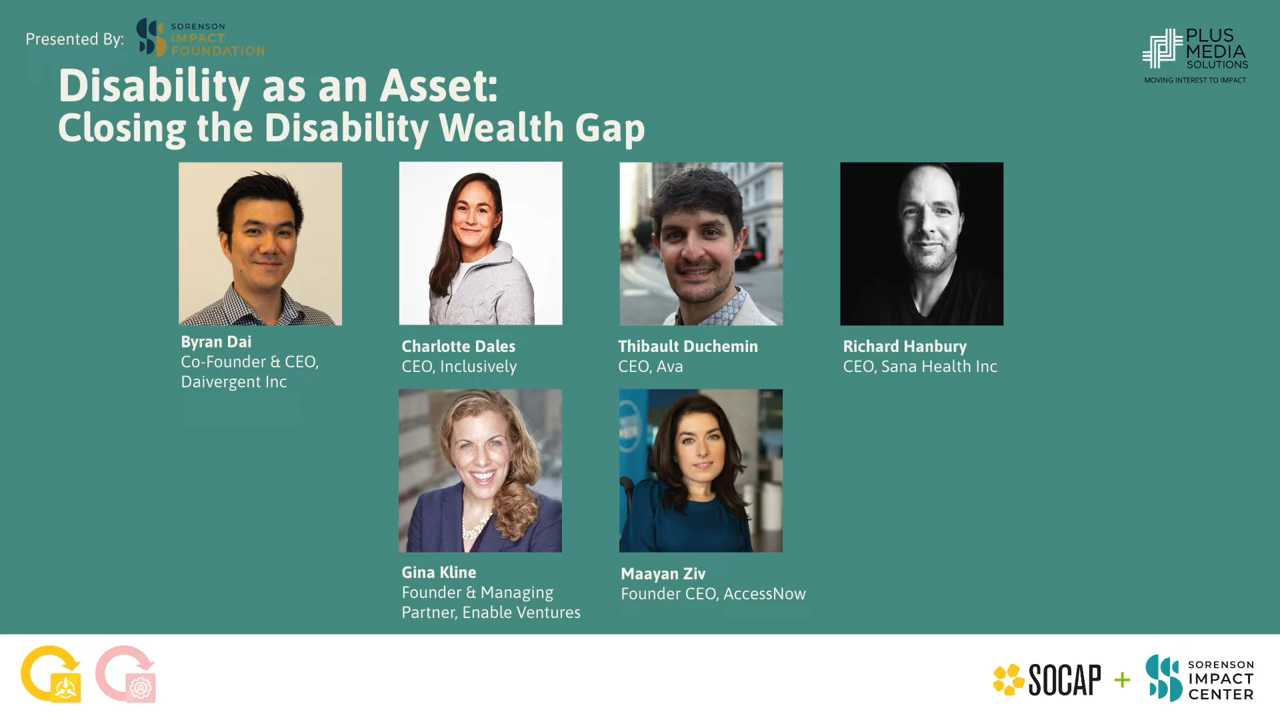 Presented By:
SORENSON
IMPACT
FOUNDATION
PLUS
MEDIA
SOLUTIONS
MOVING INTEREST TO IMPACT
Disability as an Asset:
Closing the Disability Wealth Gap
Byran Dai
Co-Founder & CEO,
Daivergent Inc
Charlotte Dales
CEO, Inclusively
Thibault Duchemin
CEO, Ava
Richard Hanbury
CEO, Sana Health Inc
Gina Kline
Founder & Managing
Partner, Enable Ventures
Maayan Ziv
Founder CEO, AccessNow
SOCAP + SORENSON
IMPACT
CENTER